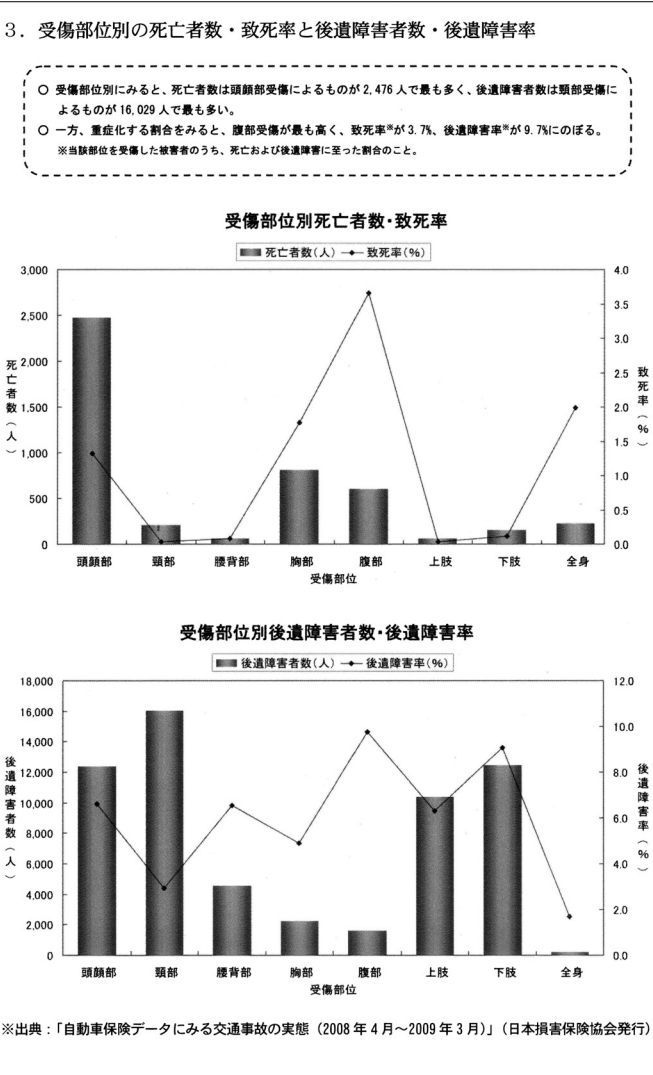 3．受傷部位別の死亡者数・致死率と後遺障害者数・後遺障害率
○ 受傷部位別にみると、死亡者数は頭顔部受傷によるものが 2,476 人で最も多く、後遺障害者数は頸部受傷に
よるものが 16,029 人で最も多い。
○ 一方、重症化する割合をみると、腹部受傷が最も高く、致死率※が 3.7%、後遺障害率※が 9.7%にのぼる。
※当該部位を受傷した被害者のうち、死亡および後遺障害に至った割合のこと。
受傷部位別死亡者数・致死率
死亡者数(人) 致死率(%)
3,000
2,500
2,000
1,500
1,000
500
0
死亡者数(人)
4.0
3.5
3.0
2.5
2.0
1.5
1.0
0.5
0.0
致死率(%)
頭顔部 頸部 腰背部 胸部 腹部 上肢 下肢 全身
受傷部位
受傷部位別後遺障害者数・後遺障害率
後遺障害者数(人) 後遺障害率(%)
18,000
16,000
14,000
12,000
10,000
8,000
6,000
4,000
2,000
0
後遺障害者数(人)
12.0
10.0
8.0
6.0
4.0
2.0
0.0
後遺障害率(%)
頭顔部 頸部 腰背部 胸部 腹部 上肢 下肢 全身
受傷部位
※出典：「自動車保険データにみる交通事故の実態（2008 年 4 月～2009 年 3 月）」（日本損害保険協会発行）